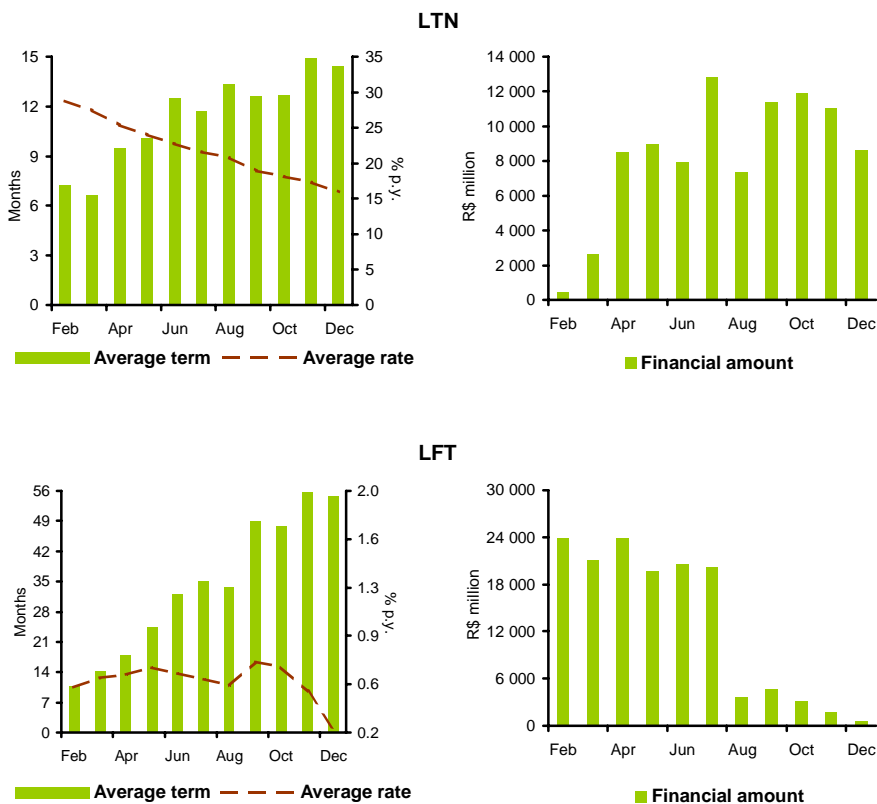 LTN
15
12
9
6
3
0
Months
35
30
25
20
15
10
5
0
% p.y.
Feb Apr Jun Aug Oct Dec
Average term Average rate
14 000
12 000
10 000
8 000
6 000
4 000
2 000
0
R$ million
Feb Apr Jun Aug Oct Dec
Financial amount
LFT
56
49
42
35
28
21
14
7
0
Months
2.0
1.6
1.3
0.9
0.6
0.2
% p.y.
Feb Apr Jun Aug Oct Dec
Average term Average rate
30 000
24 000
18 000
12 000
6 000
0
R$ million
Feb Apr Jun Aug Oct Dec
Financial amount